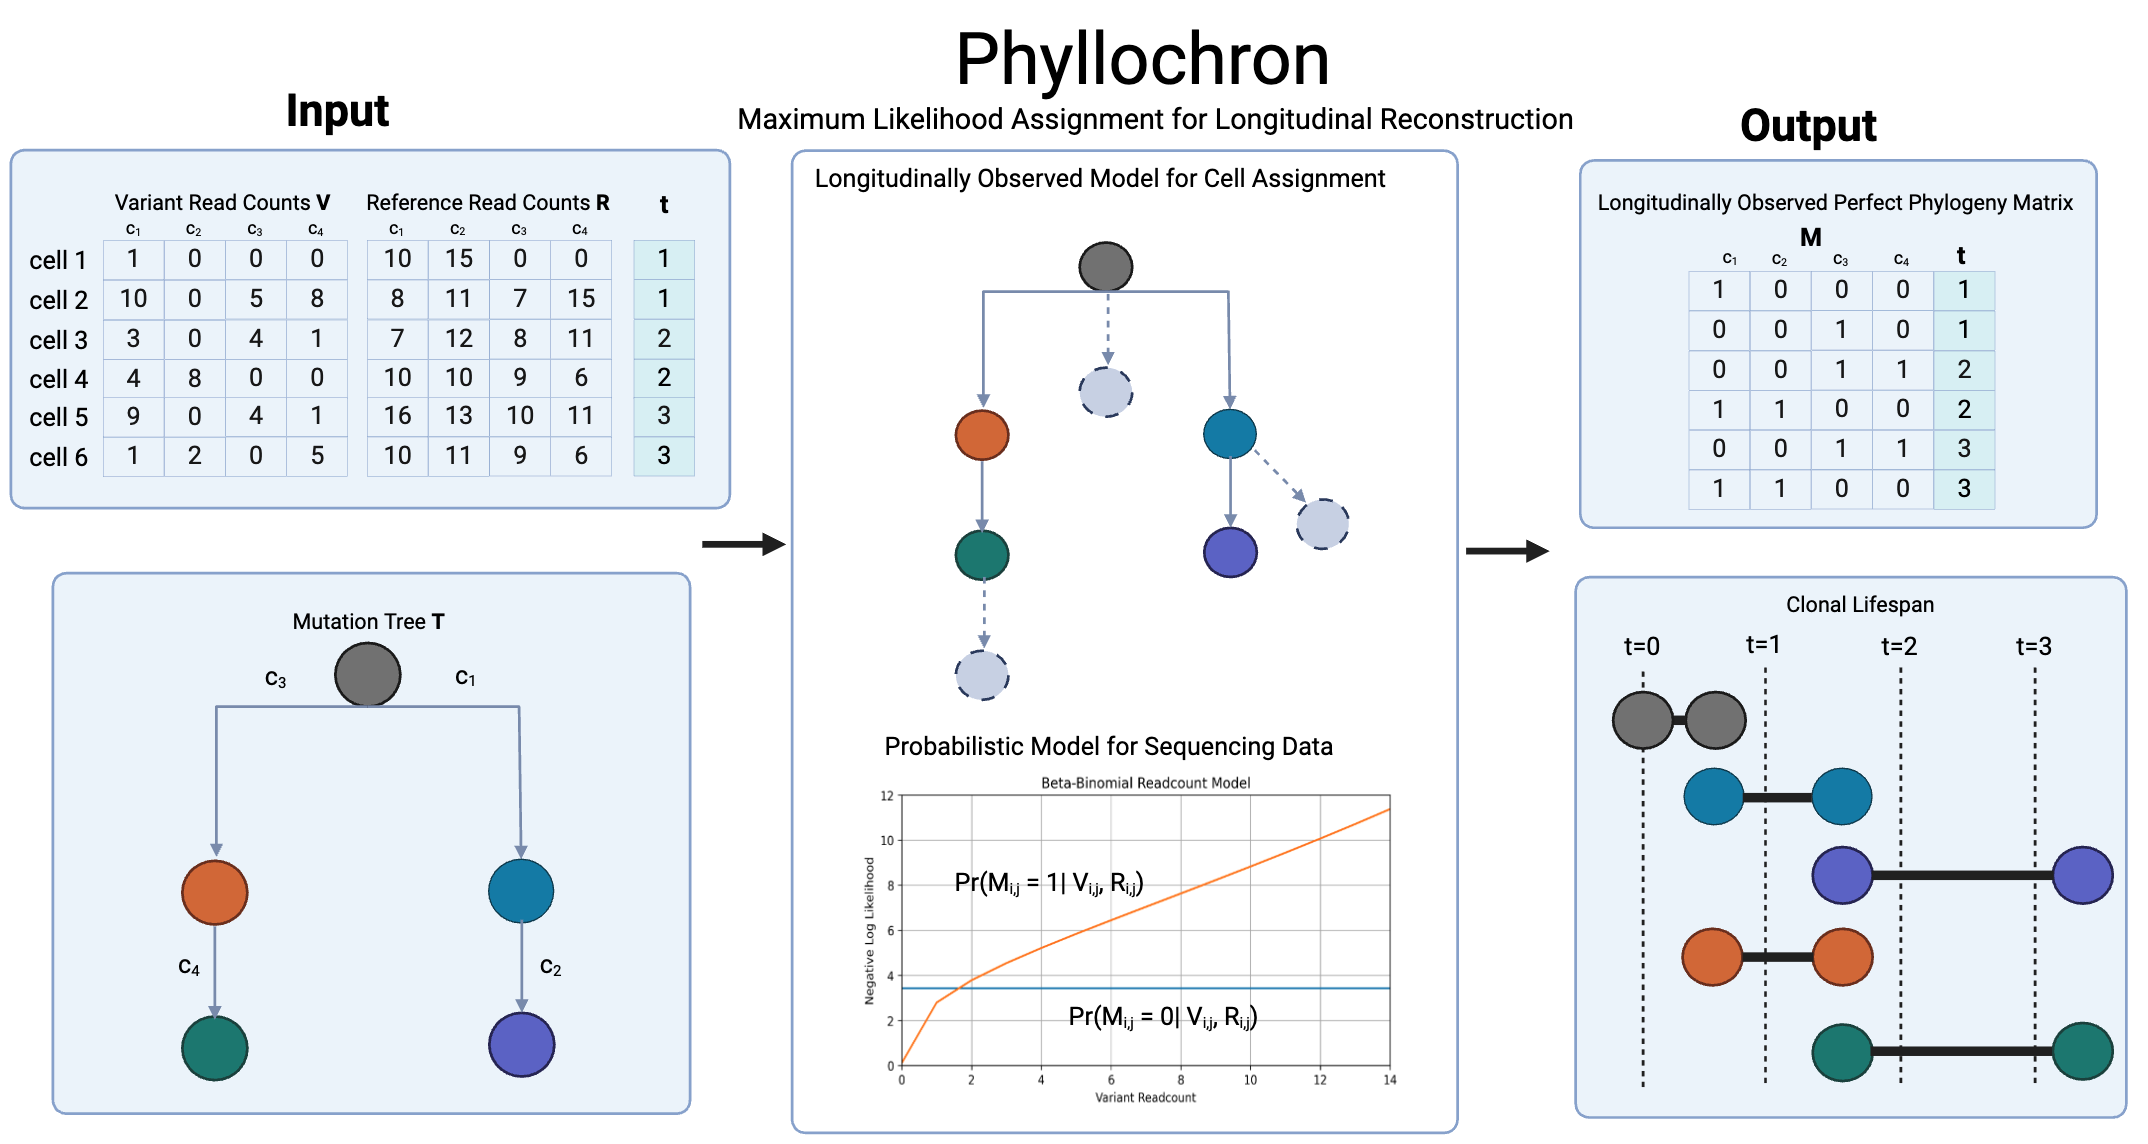 Phyllochron
Maximum Likelihood Assignment for Longitudinal Reconstruction
Input
Variant Read Counts V Reference Read Counts R t
c₁ c₂ c₃ c₄ c₁ c₂ c₃ c₄
cell 1 1 0 0 0 10 15 0 0 1
cell 2 10 0 5 8 8 11 7 15 1
cell 3 3 0 4 1 7 12 8 11 2
cell 4 4 8 0 0 10 10 9 6 2
cell 5 9 0 4 1 16 13 10 11 3
cell 6 1 2 0 5 10 11 9 6 3
Mutation Tree T
c₃ c₁
c₄ c₂
Longitudinally Observed Model for Cell Assignment
Probabilistic Model for Sequencing Data
Beta-Binomial Readcount Model
12
10
8
6
4
2
0
Negative Log Likelihood
Pr(Mᵢ,ⱼ = 1| Vᵢ,ⱼ, Rᵢ,ⱼ)
Pr(Mᵢ,ⱼ = 0| Vᵢ,ⱼ, Rᵢ,ⱼ)
0 2 4 6 8 10 12 14
Variant Readcount
Output
Longitudinally Observed Perfect Phylogeny Matrix
M
c₁ c₂ c₃ c₄ t
1 0 0 0 1
0 0 1 0 1
0 0 1 1 2
1 1 0 0 2
0 0 1 1 3
1 1 0 0 3
Clonal Lifespan
t=0 t=1 t=2 t=3